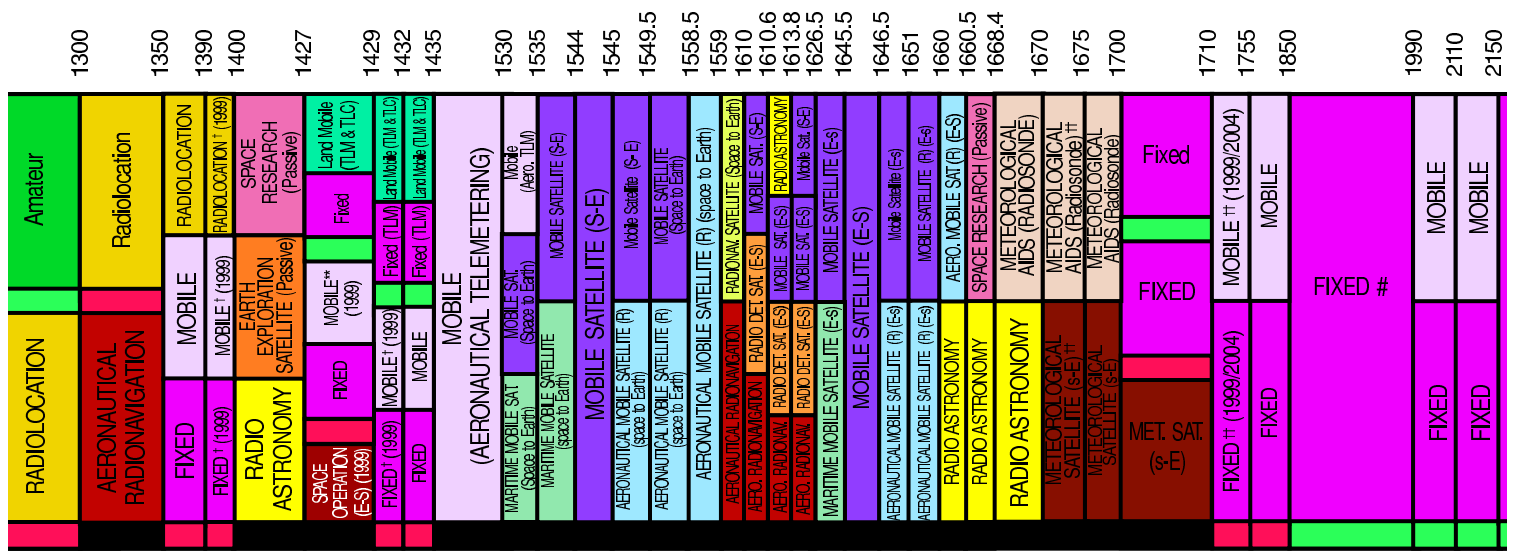 1300
1350
1390
1400
1427
1429
1432
1435
1530
1535
1544
1545
1549.5
1558.5
1559
1610
1610.6
1613.8
1626.5
1645.5
1646.5
1651
1660
1660.5
1668.4
1670
1675
1700
1710
1755
1850
1990
2110
2150
Amateur
RADIOLOCATION
Radiolocation
AERONAUTICAL
RADIONAVIGATION
RADIOLOCATION
MOBILE
FIXED
RADIOLOCATION † (1999)
MOBILE † (1999)
FIXED † (1999)
SPACE
RESEARCH
(Passive)
EARTH
EXPLORATION
SATELLITE (Passive)
RADIO
ASTRONOMY
Land Mobile
(TLM & TLC)
Fixed
MOBILE**
(1999)
FIXED
SPACE
OPERATION
(E-S) (1999)
Land Mobile (TLM & TLC)
Fixed (TLM)
MOBILE † (1999)
FIXED † (1999)
Land Mobile (TLM & TLC)
Fixed (TLM)
MOBILE
FIXED
MOBILE
(AERONAUTICAL TELEMETERING)
Mobile
(Aero. TLM)
MOBILE SAT.
(Space to Earth)
MARITIME MOBILE SAT
(Space to Earth)
MOBILE SATELLITE (S-E)
MARITIME MOBILE SATELLITE
(space to Earth)
MOBILE SATELLITE (S-E)
Mobile Satellite (S- E)
AERONAUTICAL MOBILE SATELLITE (R)
(space to Earth)
MOBILE SATELLITE
(Space to Earth)
AERONAUTICAL MOBILE SATELLITE (R)
(space to Earth)
AERONAUTICAL MOBILE SATELLITE (R) (space to Earth)
RADIONAV. SATELLITE (Space to Earth)
AERONAUTICAL RADIONAVIGATION
MOBILE SAT. (S-E)
RADIO DET. SAT. (E-S)
AERO. RADIONAVIGATION
RADIO ASTRONOMY
MOBILE SAT. (E-S)
RADIO DET. SAT. (E-S)
AERO. RADIONAV.
Mobile Sat. (S-E)
MOBILE SAT. (E-S)
RADIO DET. SAT. (E-S)
AERO. RADIONAV.
MOBILE SATELLITE (E-s)
MARITIME MOBILE SATELLITE (E-s)
MOBILE SATELLITE (E-S)
Mobile Satellite (E-s)
AERONAUTICAL MOBILE SATELLITE (R) (E-s)
MOBILE SATELLITE (R) (E-s)
AERONAUTICAL MOBILE SATELLITE (R) (E-s)
AERO. MOBILE SAT (R) (E-S)
RADIO ASTRONOMY
SPACE RESEARCH (Passive)
RADIO ASTRONOMY
METEOROLOGICAL
AIDS (RADIOSONDE)
RADIO ASTRONOMY
METEOROLOGICAL
AIDS (Radiosonde) ††
METEOROLOGICAL
SATELLITE (s-E) ††
METEOROLOGICAL
AIDS (Radiosonde)
METEOROLOGICAL
SATELLITE (s-E)
Fixed
FIXED
MET. SAT.
(s-E)
MOBILE †† (1999/2004)
FIXED †† (1999/2004)
MOBILE
FIXED
FIXED #
MOBILE
FIXED
MOBILE
FIXED